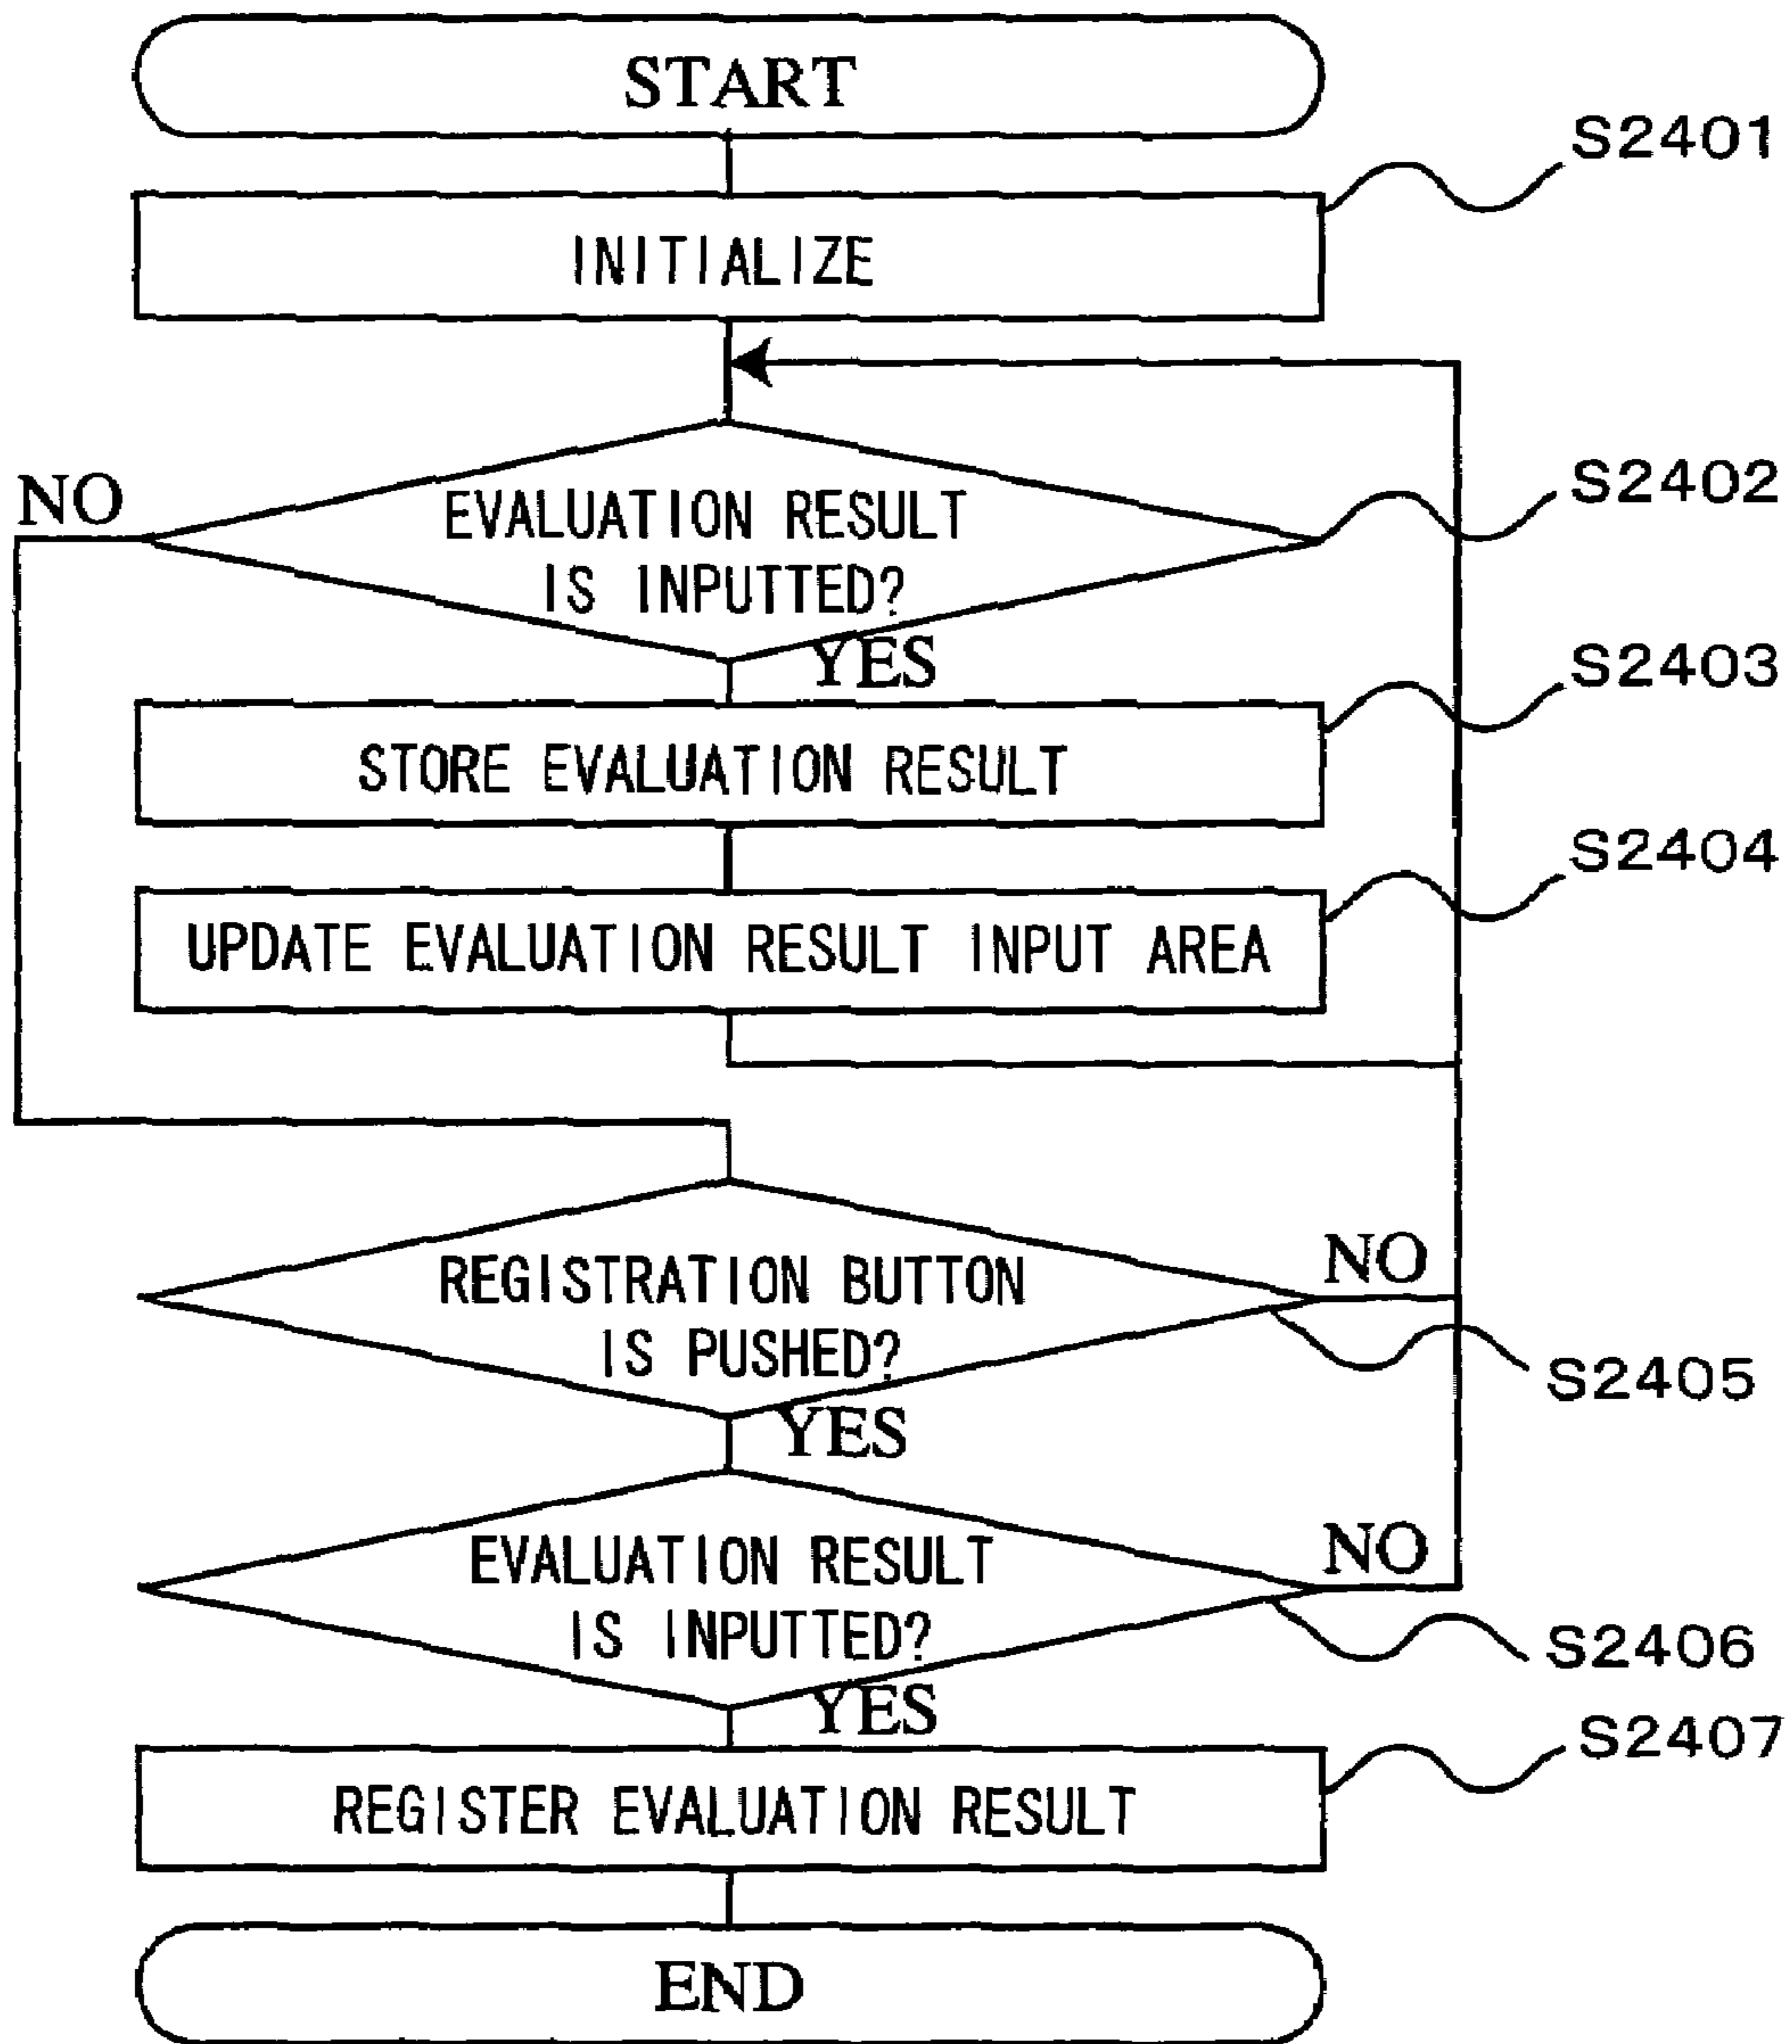 START
S2401
INITIALIZE
NO
EVALUATION RESULT
IS INPUTTED?
S2402
YES
S2403
STORE EVALUATION RESULT
S2404
UPDATE EVALUATION RESULT INPUT AREA
REGISTRATION BUTTON
IS PUSHED?
NO
S2405
YES
EVALUATION RESULT
IS INPUTTED?
NO
S2406
YES
S2407
REGISTER EVALUATION RESULT
END